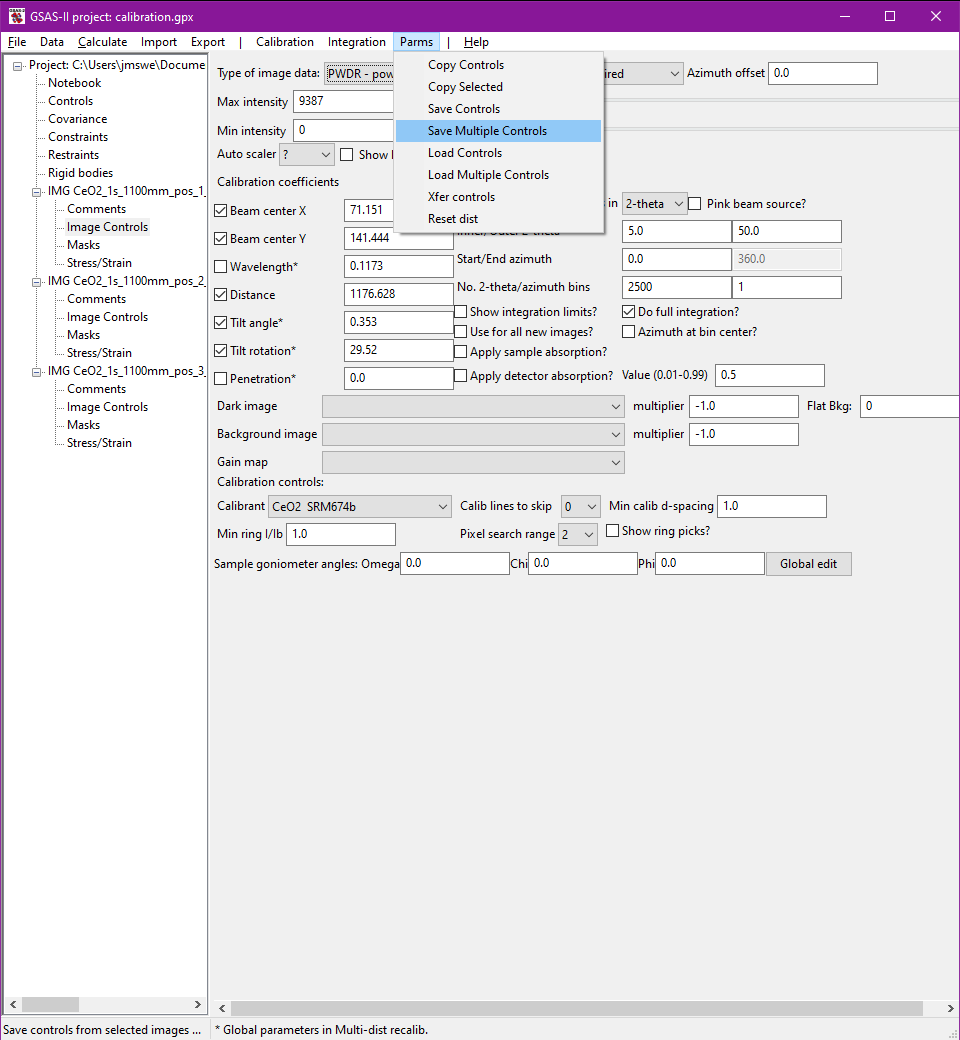 GSAS-II project: calibration.gpx
File Data Calculate Import Export | Calibration Integration Parms | Help
Project: C:\Users\jmswe\Docume
Notebook
Controls
Covariance
Constraints
Restraints
Rigid bodies
IMG CeO2_1s_1100mm_pos_1_
Comments
Image Controls
Masks
Stress/Strain
IMG CeO2_1s_1100mm_pos_2_
Comments
Image Controls
Masks
Stress/Strain
IMG CeO2_1s_1100mm_pos_3_
Comments
Image Controls
Masks
Stress/Strain
Copy Controls
Copy Selected
Save Controls
Save Multiple Controls
Load Controls
Load Multiple Controls
Xfer controls
Reset dist
Type of image data: PWDR - pow ired Azimuth offset 0.0
Max intensity 9387
Min intensity 0
Auto scaler ? Show
Calibration coefficients
Beam center X 71.151
Beam center Y 141.444
Wavelength* 0.1173
Distance 1176.628
Tilt angle* 0.353
Tilt rotation* 29.52
Penetration* 0.0
in 2-theta Pink beam source?
5.0 50.0
Start/End azimuth 0.0 360.0
No. 2-theta/azimuth bins 2500 1
Show integration limits? Do full integration?
Use for all new images? Azimuth at bin center?
Apply sample absorption?
Apply detector absorption? Value (0.01-0.99) 0.5
Dark image multiplier -1.0 Flat Bkg: 0
Background image multiplier -1.0
Gain map
Calibration controls:
Calibrant CeO2 SRM674b Calib lines to skip 0 Min calib d-spacing 1.0
Min ring I/Ib 1.0 Pixel search range 2 Show ring picks?
Sample goniometer angles: Omega 0.0 Chi 0.0 Phi 0.0 Global edit
Save controls from selected images ... * Global parameters in Multi-dist recalib.